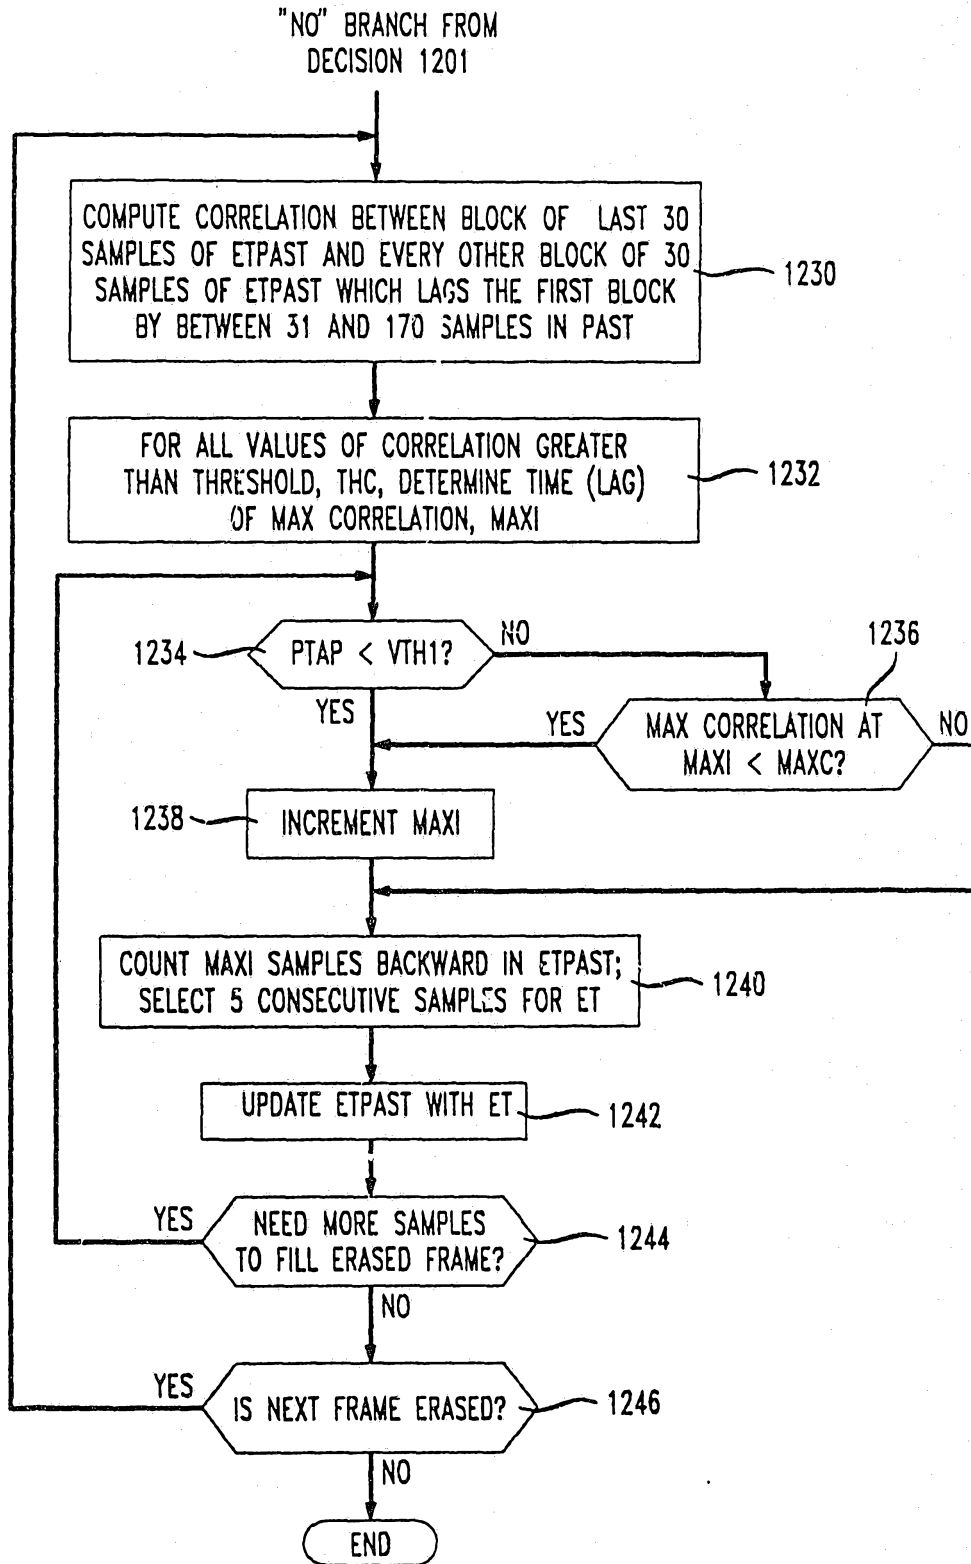 "NO" BRANCH FROM
DECISION 1201
COMPUTE CORRELATION BETWEEN BLOCK OF LAST 30
SAMPLES OF ETPAST AND EVERY OTHER BLOCK OF 30
SAMPLES OF ETPAST WHICH LAGS THE FIRST BLOCK
BY BETWEEN 31 AND 170 SAMPLES IN PAST
1230
FOR ALL VALUES OF CORRELATION GREATER
THAN THRESHOLD, THC, DETERMINE TIME (LAG)
OF MAX CORRELATION, MAXI
1232
1234
PTAP < VTH1?
NO
YES
1236
MAX CORRELATION AT
MAXI < MAXC?
YES
NO
1238
INCREMENT MAXI
COUNT MAXI SAMPLES BACKWARD IN ETPAST;
SELECT 5 CONSECUTIVE SAMPLES FOR ET
1240
UPDATE ETPAST WITH ET
1242
YES
NEED MORE SAMPLES
TO FILL ERASED FRAME?
1244
NO
YES
IS NEXT FRAME ERASED?
1246
NO
END